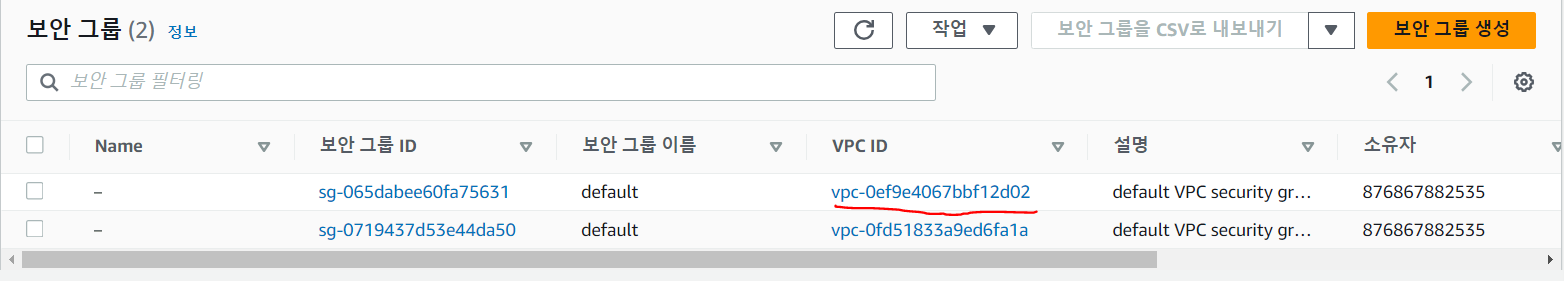 보안 그룹 (2) 정보
작업
보안 그룹을 CSV로 내보내기
보안 그룹 생성
보안 그룹 필터링
1
Name 보안 그룹 ID 보안 그룹 이름 VPC ID 설명 소유자
– sg-065dabee60fa75631 default vpc-0ef9e4067bbf12d02 default VPC security gr... 876867882535
– sg-0719437d53e44da50 default vpc-0fd51833a9ed6fa1a default VPC security gr... 876867882535